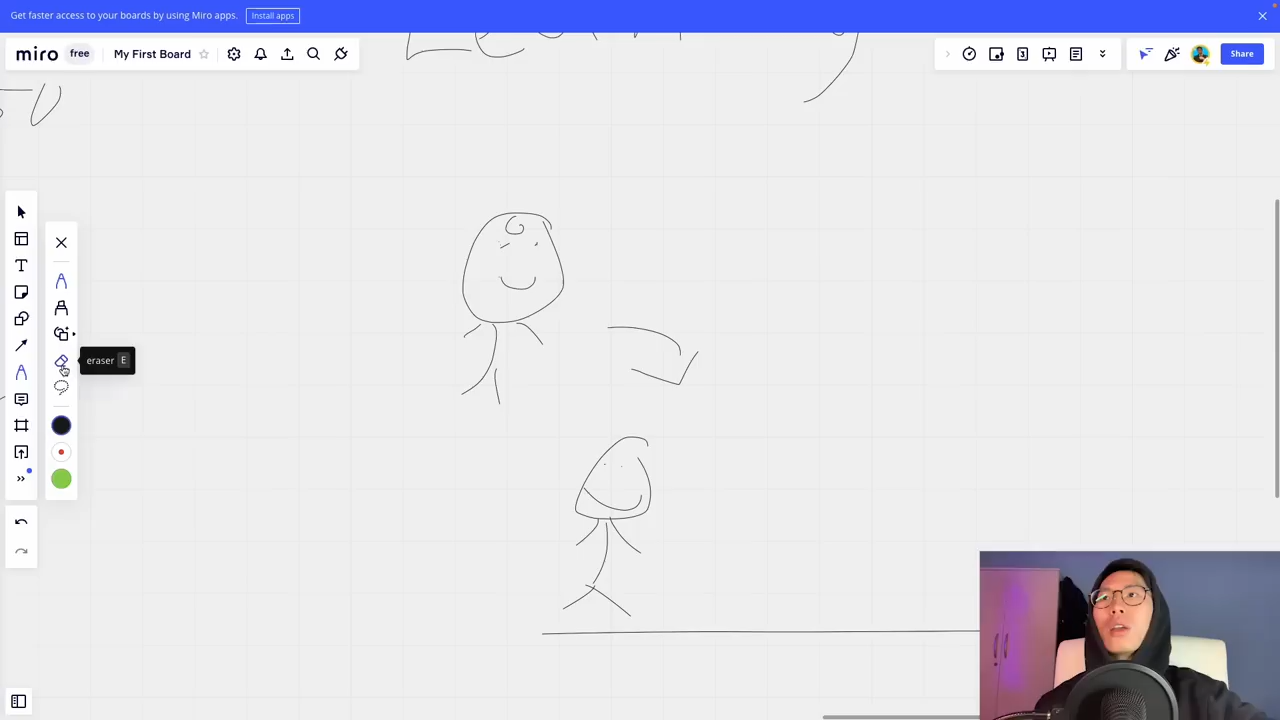 Get faster access to your boards by using Miro apps. Install apps
miro free My First Board
3
Share
eraser E